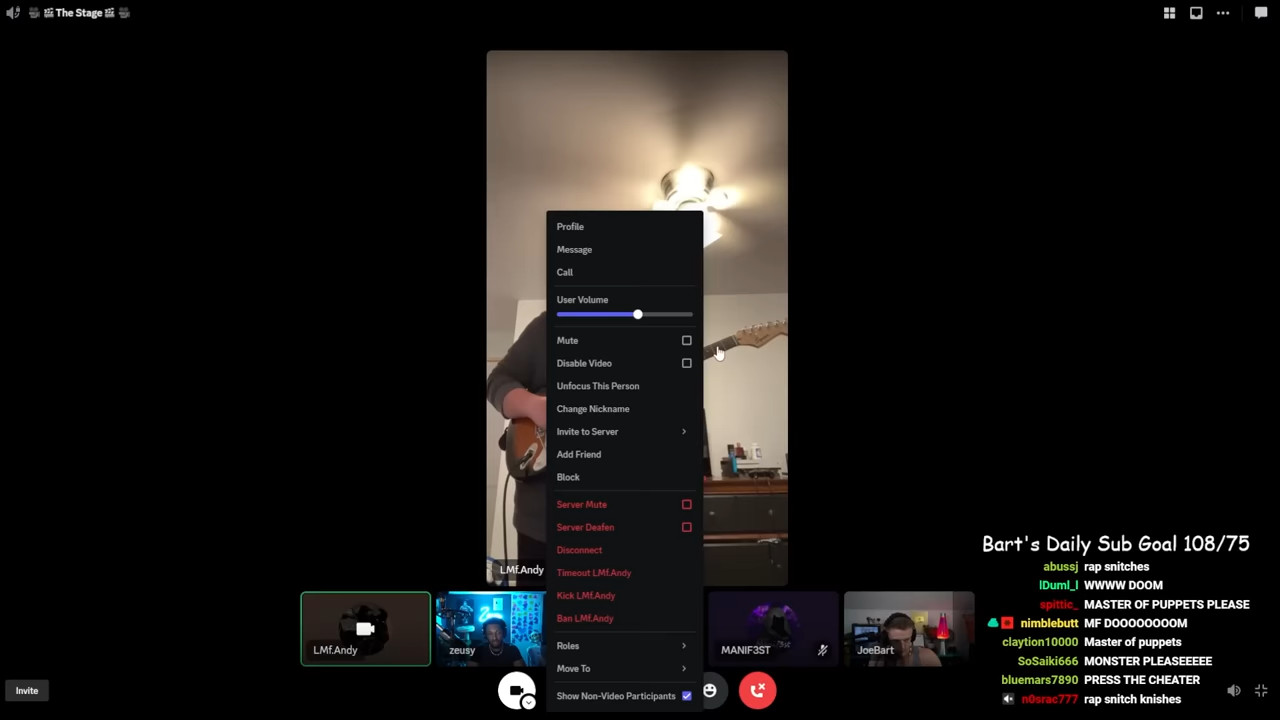 The Stage
Profile
Message
Call
User Volume
Mute
Disable Video
Unfocus This Person
Change Nickname
Invite to Server
Add Friend
Block
Server Mute
Server Deafen
Disconnect
Timeout LMf.Andy
Kick LMf.Andy
Ban LMf.Andy
Roles
Move To
Show Non-Video Participants
LMf.Andy
LMf.Andy
zeusy
MANIF3ST
JoeBart
Invite
Bart's Daily Sub Goal 108/75
abussj rap snitches
lDuml_l WWWW DOOM
spittic_ MASTER OF PUPPETS PLEASE
nimblebutt MF DOOOOOOOM
clayton10000 Master of puppets
SoSaiki666 MONSTER PLEASEEEEE
bluemars7890 PRESS THE CHEATER
n0srac777 rap snitch knishes